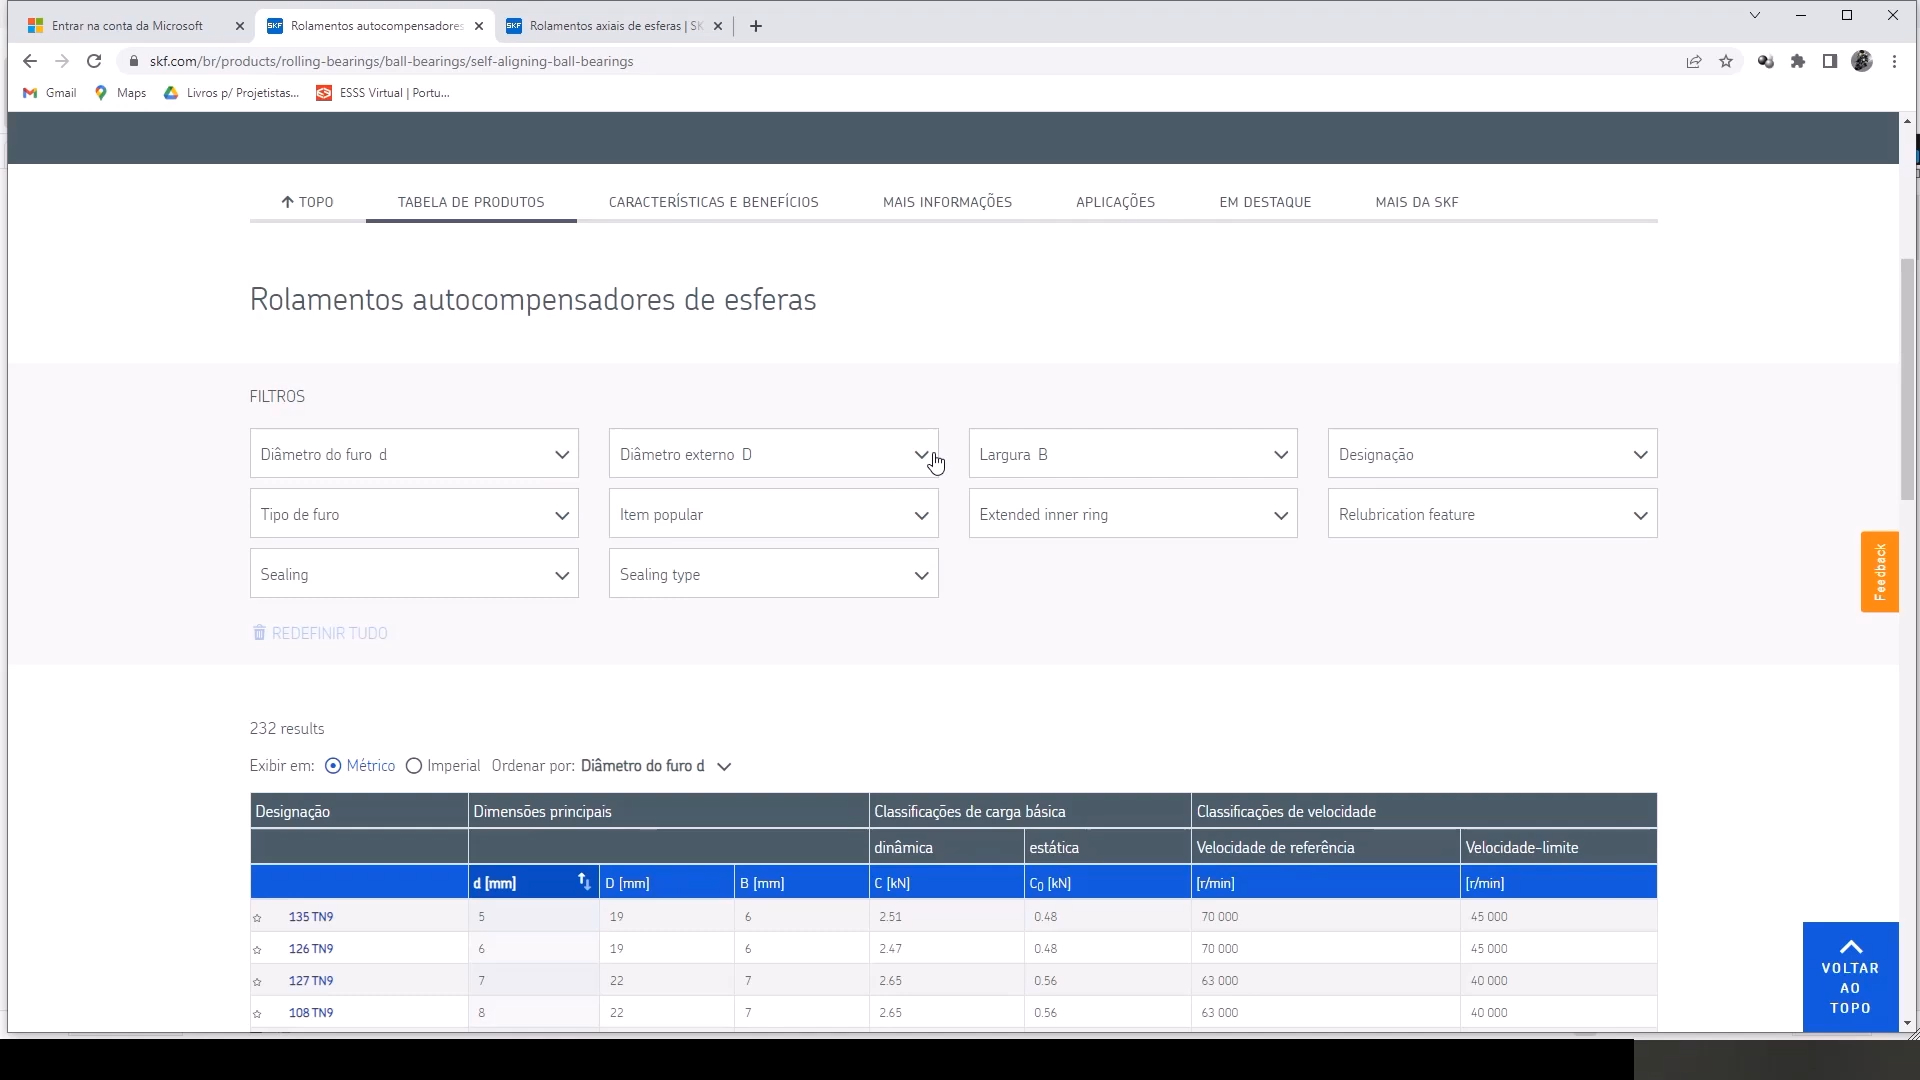 Entrar na conta da Microsoft
SKF Rolamentos autocompensadores
SKF Rolamentos axiais de esferas | SK
skf.com/br/products/rolling-bearings/ball-bearings/self-aligning-ball-bearings
Gmail Maps Livros p/ Projetistas... ESSS Virtual | Portu...
TOPO TABELA DE PRODUTOS CARACTERÍSTICAS E BENEFÍCIOS MAIS INFORMAÇÕES APLICAÇÕES EM DESTAQUE MAIS DA SKF
Rolamentos autocompensadores de esferas
FILTROS
Diâmetro do furo d Diâmetro externo D Largura B Designação
Tipo de furo Item popular Extended inner ring Relubrication feature
Sealing Sealing type
Feedback
REDEFINIR TUDO
232 results
Exibir em: Métrico Imperial Ordenar por: Diâmetro do furo d
Designação Dimensões principais Classificações de carga básica Classificações de velocidade
dinâmica estática Velocidade de referência Velocidade-limite
d [mm] D [mm] B [mm] C [kN] C0 [kN] [r/min] [r/min]
135 TN9 5 19 6 2.51 0.48 70 000 45 000
126 TN9 6 19 6 2.47 0.48 70 000 45 000
127 TN9 7 22 7 2.65 0.56 63 000 40 000
108 TN9 8 22 7 2.65 0.56 63 000 40 000
VOLTAR
AO
TOPO